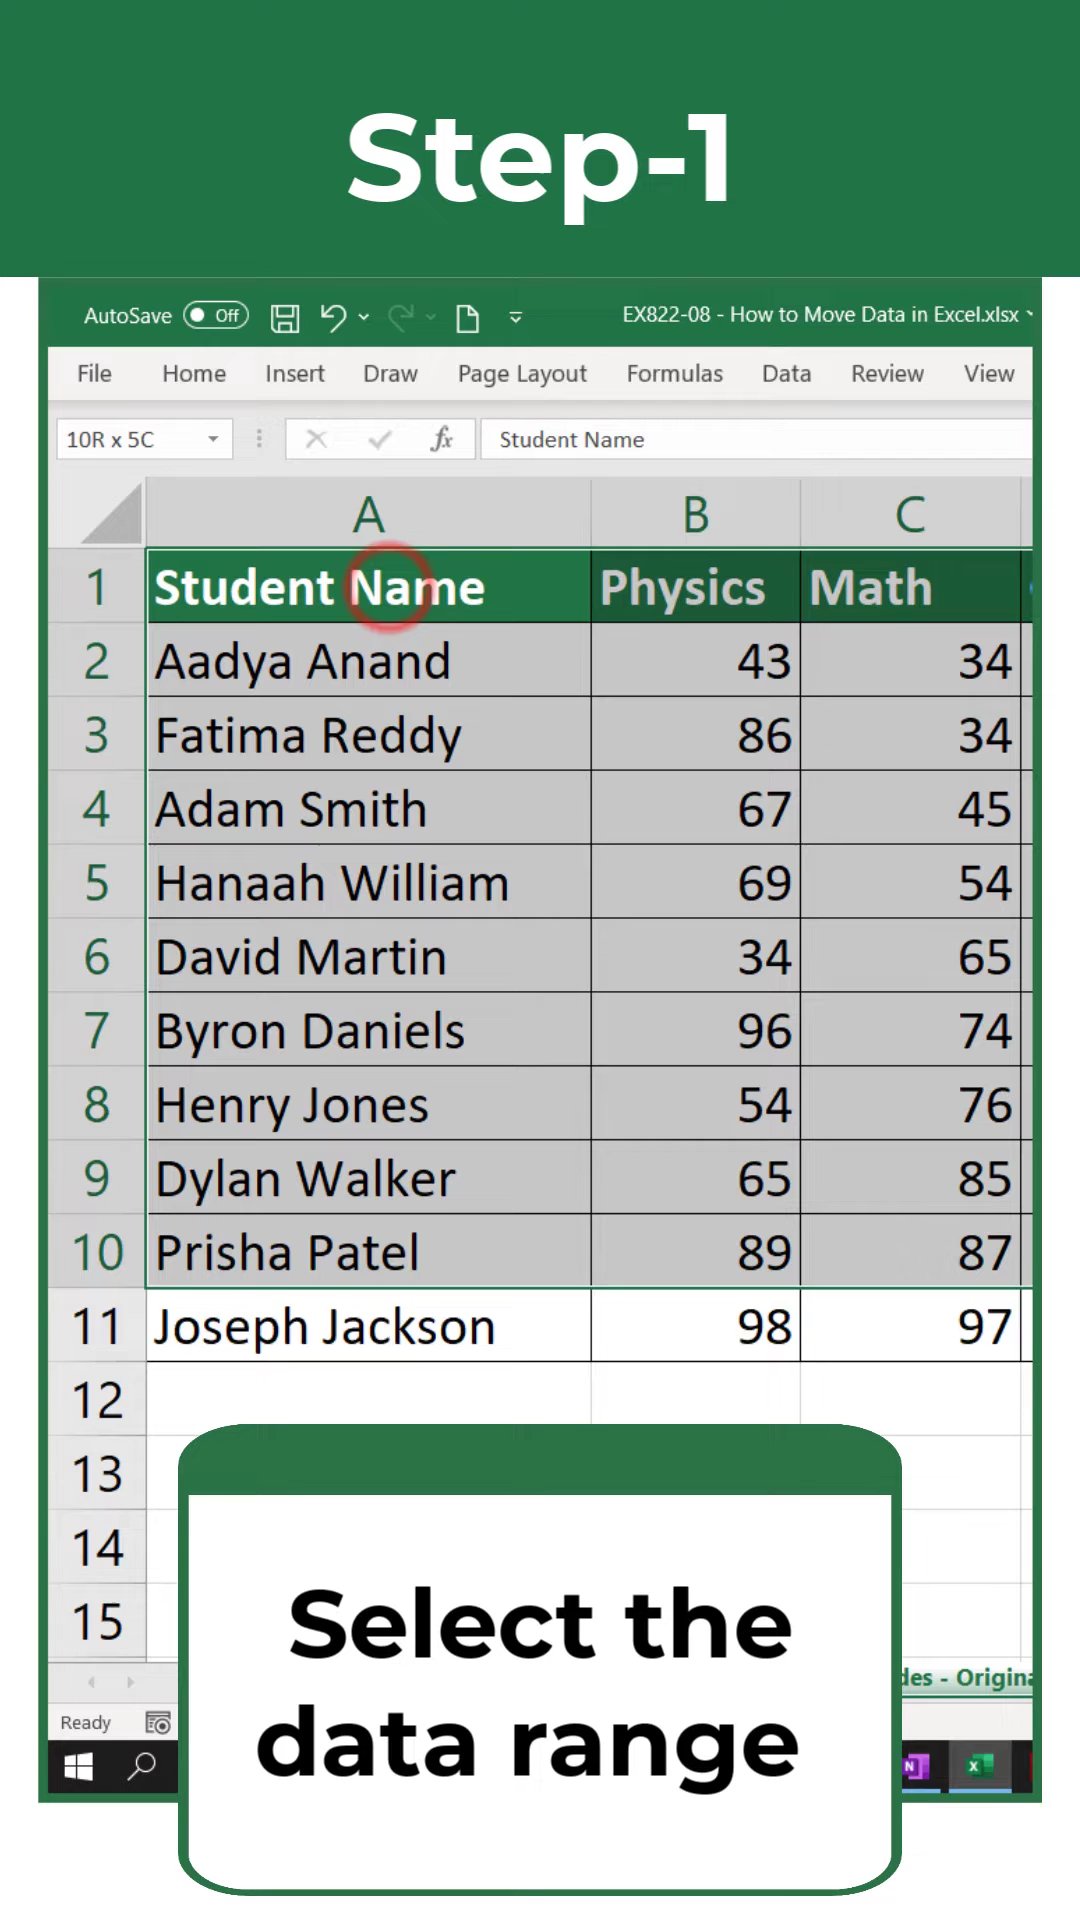 Step-1
AutoSave Off EX822-08 - How to Move Data in Excel.xlsx
File Home Insert Draw Page Layout Formulas Data Review View
10R x 5C fx Student Name
A B C
1 Student Name Physics Math
2 Aadya Anand 43 34
3 Fatima Reddy 86 34
4 Adam Smith 67 45
5 Hanaah William 69 54
6 David Martin 34 65
7 Byron Daniels 96 74
8 Henry Jones 54 76
9 Dylan Walker 65 85
10 Prisha Patel 89 87
11 Joseph Jackson 98 97
12
13
14
15
Select the
data range
des - Origina
Ready
N X